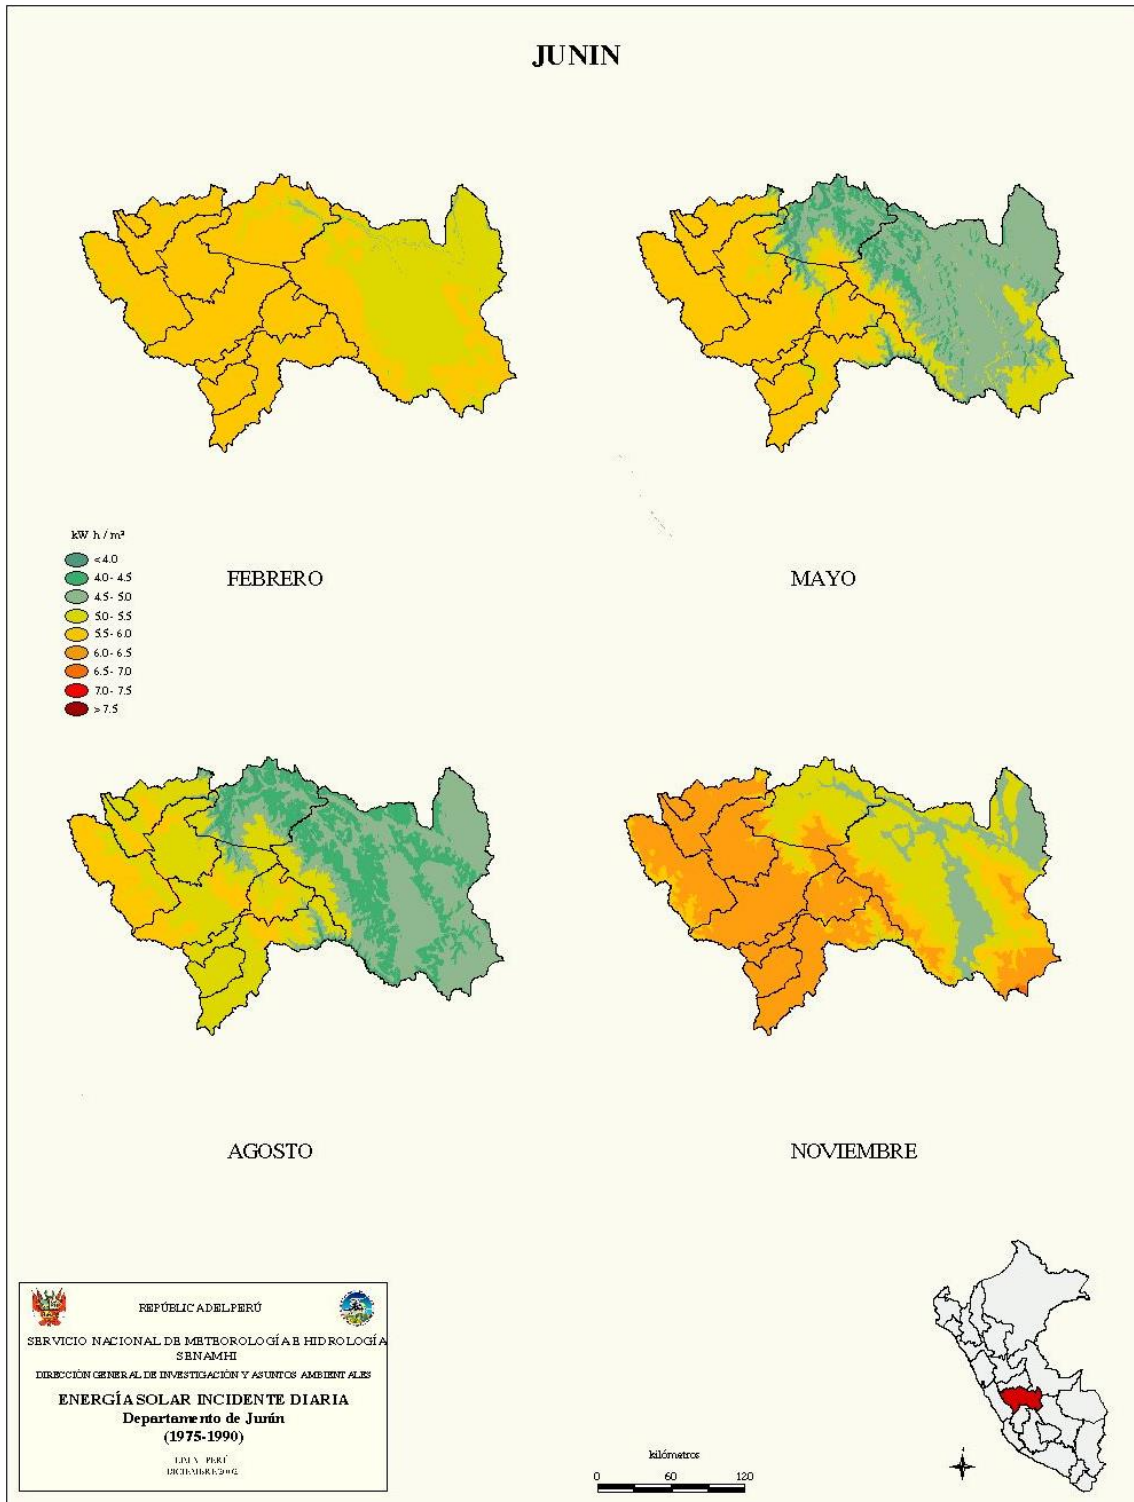 JUNIN
kW h / m²
< 4.0
4.0 - 4.5
4.5 - 5.0
5.0 - 5.5
5.5 - 6.0
6.0 - 6.5
6.5 - 7.0
7.0 - 7.5
> 7.5
FEBRERO
MAYO
AGOSTO
NOVIEMBRE
REPÚBLICA DEL PERÚ
SERVICIO NACIONAL DE METEOROLOGÍA E HIDROLOGÍA
SENAMHI
DIRECCIÓN GENERAL DE INVESTIGACIÓN Y ASUNTOS AMBIENTALES
ENERGÍA SOLAR INCIDENTE DIARIA
Departamento de Junín
(1975-1990)
LIMA - PERÚ
DICIEMBRE
kilómetros
0 60 120